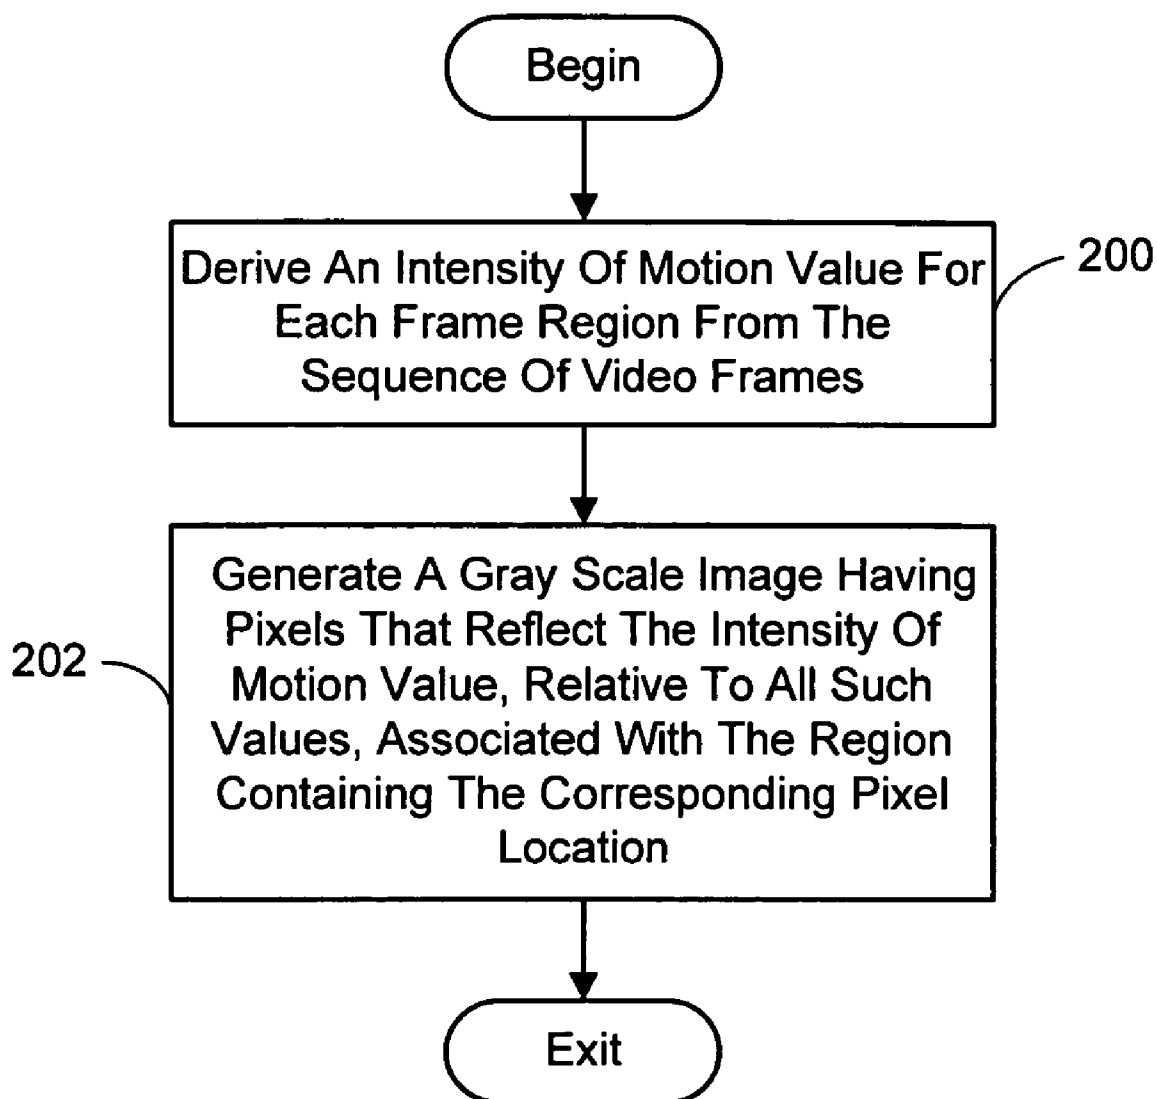 Begin
Derive An Intensity Of Motion Value For
Each Frame Region From The
Sequence Of Video Frames
200
Generate A Gray Scale Image Having
Pixels That Reflect The Intensity Of
Motion Value, Relative To All Such
Values, Associated With The Region
Containing The Corresponding Pixel
Location
202
Exit